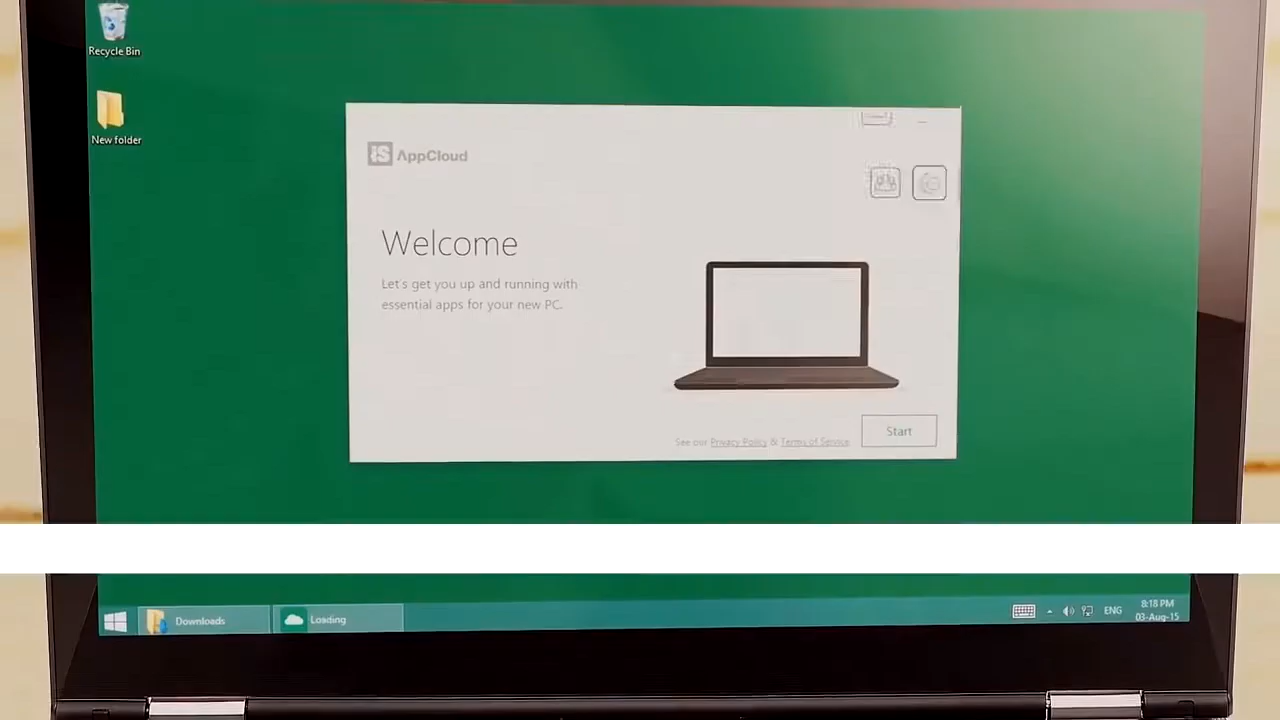 Recycle Bin
New folder
iS AppCloud
Welcome
Let's get you up and running with
essential apps for your new PC.
See our Privacy Policy & Terms of Service
Start
Downloads
Loading
ENG
8:18 PM
03-Aug-15